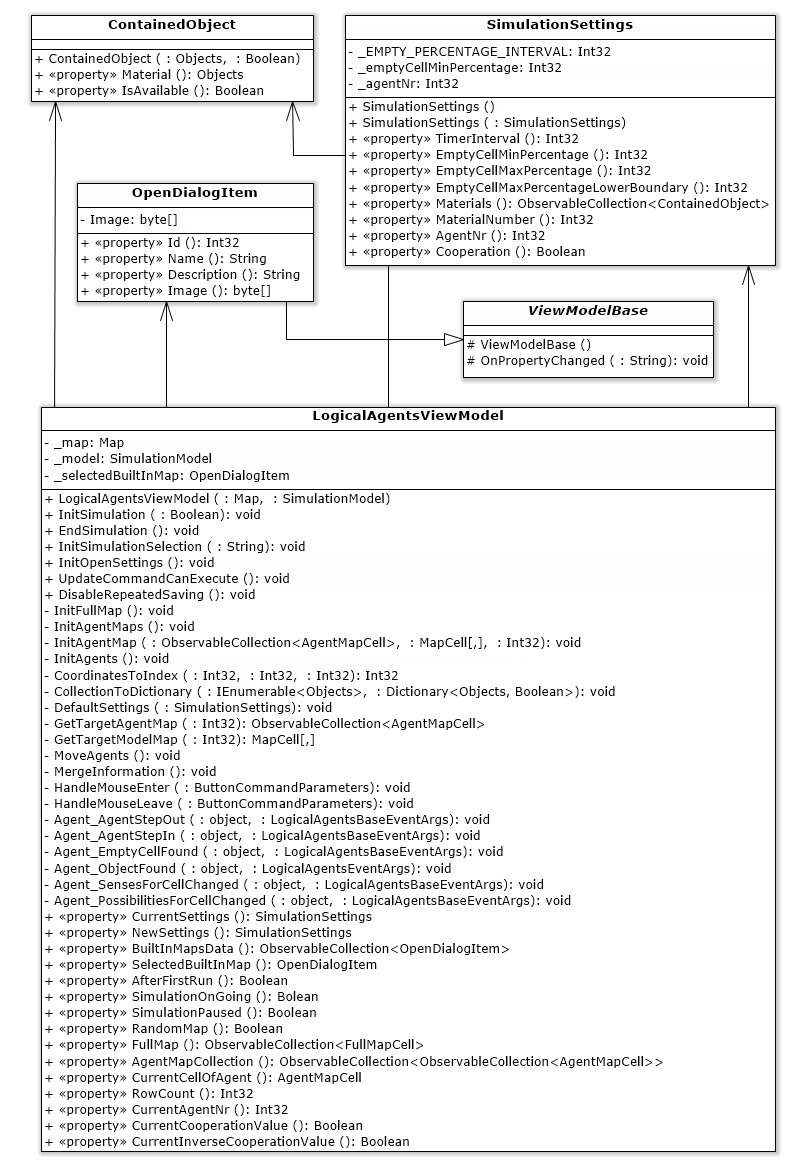 ContainedObject
+ ContainedObject ( : Objects, : Boolean)
+ «property» Material (): Objects
+ «property» IsAvailable (): Boolean
SimulationSettings
- _EMPTY_PERCENTAGE_INTERVAL: Int32
- _emptyCellMinPercentage: Int32
- _agentNr: Int32
+ SimulationSettings ()
+ SimulationSettings ( : SimulationSettings)
+ «property» TimerInterval (): Int32
+ «property» EmptyCellMinPercentage (): Int32
+ «property» EmptyCellMaxPercentage (): Int32
+ «property» EmptyCellMaxPercentageLowerBoundary (): Int32
+ «property» Materials (): ObservableCollection<ContainedObject>
+ «property» MaterialNumber (): Int32
+ «property» AgentNr (): Int32
+ «property» Cooperation (): Boolean
OpenDialogItem
- Image: byte[]
+ «property» Id (): Int32
+ «property» Name (): String
+ «property» Description (): String
+ «property» Image (): byte[]
ViewModelBase
# ViewModelBase ()
# OnPropertyChanged ( : String): void
LogicalAgentsViewModel
- _map: Map
- _model: SimulationModel
- _selectedBuiltInMap: OpenDialogItem
+ LogicalAgentsViewModel ( : Map, : SimulationModel)
+ InitSimulation ( : Boolean): void
+ EndSimulation (): void
+ InitSimulationSelection ( : String): void
+ InitOpenSettings (): void
+ UpdateCommandCanExecute (): void
+ DisableRepeatedSaving (): void
- InitFullMap (): void
- InitAgentMaps (): void
- InitAgentMap ( : ObservableCollection<AgentMapCell>, : MapCell[,], : Int32): void
- InitAgents (): void
- CoordinatesToIndex ( : Int32, : Int32, : Int32): Int32
- CollectionToDictionary ( : IEnumerable<Objects>, : Dictionary<Objects, Boolean>): void
- DefaultSettings ( : SimulationSettings): void
- GetTargetAgentMap ( : Int32): ObservableCollection<AgentMapCell>
- GetTargetModelMap ( : Int32): MapCell[,]
- MoveAgents (): void
- MergeInformation (): void
- HandleMouseEnter ( : ButtonCommandParameters): void
- HandleMouseLeave ( : ButtonCommandParameters): void
- Agent_AgentStepOut ( : object, : LogicalAgentsBaseEventArgs): void
- Agent_AgentStepIn ( : object, : LogicalAgentsBaseEventArgs): void
- Agent_EmptyCellFound ( : object, : LogicalAgentsBaseEventArgs): void
- Agent_ObjectFound ( : object, : LogicalAgentsEventArgs): void
- Agent_SensesForCellChanged ( : object, : LogicalAgentsBaseEventArgs): void
- Agent_PossibilitiesForCellChanged ( : object, : LogicalAgentsBaseEventArgs): void
+ «property» CurrentSettings (): SimulationSettings
+ «property» NewSettings (): SimulationSettings
+ «property» BuiltInMapsData (): ObservableCollection<OpenDialogItem>
+ «property» SelectedBuiltInMap (): OpenDialogItem
+ «property» AfterFirstRun (): Boolean
+ «property» SimulationOnGoing (): Bolean
+ «property» SimulationPaused (): Boolean
+ «property» RandomMap (): Boolean
+ «property» FullMap (): ObservableCollection<FullMapCell>
+ «property» AgentMapCollection (): ObservableCollection<ObservableCollection<AgentMapCell>>
+ «property» CurrentCellOfAgent (): AgentMapCell
+ «property» RowCount (): Int32
+ «property» CurrentAgentNr (): Int32
+ «property» CurrentCooperationValue (): Boolean
+ «property» CurrentInverseCooperationValue (): Boolean